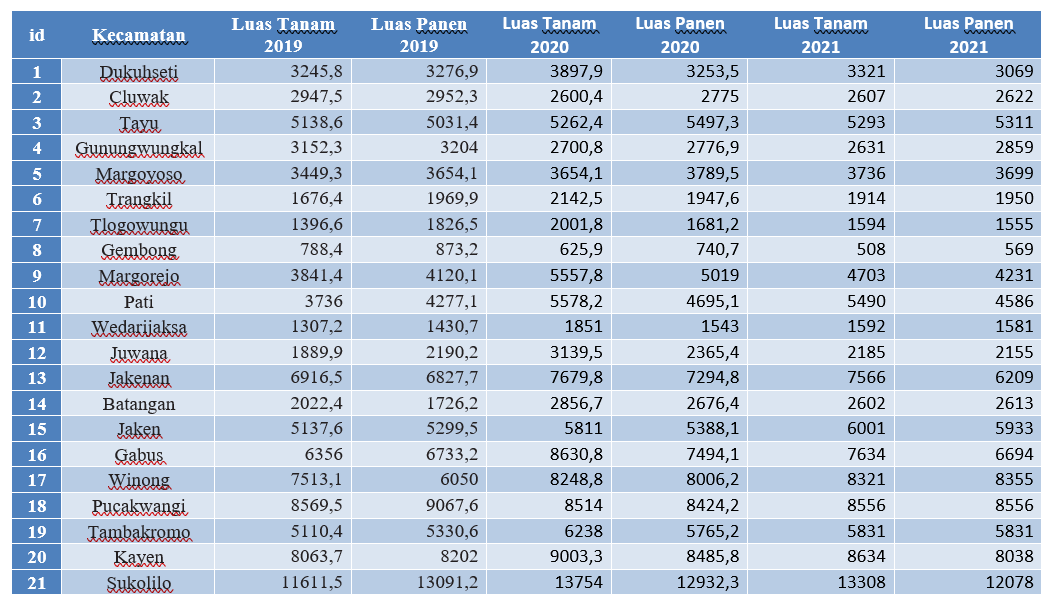 id Kecamatan Luas Tanam 2019 Luas Panen 2019 Luas Tanam 2020 Luas Panen 2020 Luas Tanam 2021 Luas Panen 2021
1 Dukuhseti 3245,8 3276,9 3897,9 3253,5 3321 3069
2 Cluwak 2947,5 2952,3 2600,4 2775 2607 2622
3 Tayu 5138,6 5031,4 5262,4 5497,3 5293 5311
4 Gunungwungkal 3152,3 3204 2700,8 2776,9 2631 2859
5 Margoyoso 3449,3 3654,1 3654,1 3789,5 3736 3699
6 Trangkil 1676,4 1969,9 2142,5 1947,6 1914 1950
7 Tlogowungu 1396,6 1826,5 2001,8 1681,2 1594 1555
8 Gembong 788,4 873,2 625,9 740,7 508 569
9 Margorejo 3841,4 4120,1 5557,8 5019 4703 4231
10 Pati 3736 4277,1 5578,2 4695,1 5490 4586
11 Wedarijaksa 1307,2 1430,7 1851 1543 1592 1581
12 Juwana 1889,9 2190,2 3139,5 2365,4 2185 2155
13 Jakenan 6916,5 6827,7 7679,8 7294,8 7566 6209
14 Batangan 2022,4 1726,2 2856,7 2676,4 2602 2613
15 Jaken 5137,6 5299,5 5811 5388,1 6001 5933
16 Gabus 6356 6733,2 8630,8 7494,1 7634 6694
17 Winong 7513,1 6050 8248,8 8006,2 8321 8355
18 Pucakwangi 8569,5 9067,6 8514 8424,2 8556 8556
19 Tambakromo 5110,4 5330,6 6238 5765,2 5831 5831
20 Kayen 8063,7 8202 9003,3 8485,8 8634 8038
21 Sukolilo 11611,5 13091,2 13754 12932,3 13308 12078